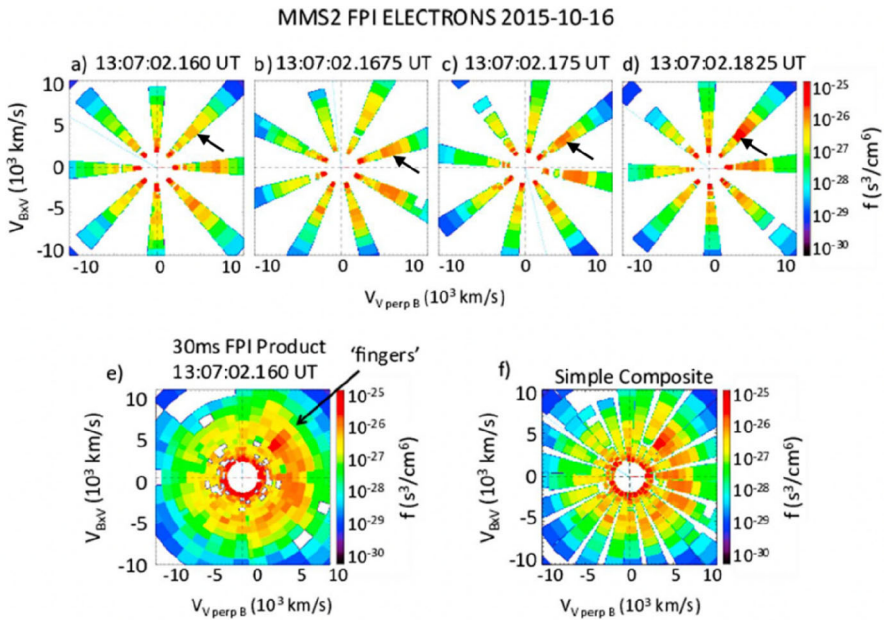 MMS2 FPI ELECTRONS 2015-10-16
a) 13:07:02.160 UT
b) 13:07:02.1675 UT
c) 13:07:02.175 UT
d) 13:07:02.1825 UT
V_BxV (10³ km/s)
10
5
0
-5
-10
-10 0 10
-10 0 10
-10 0 10
-10 0 10
V_V perp B (10³ km/s)
10⁻²⁵
10⁻²⁶
10⁻²⁷
10⁻²⁸
10⁻²⁹
10⁻³⁰
f (s³/cm⁶)
30ms FPI Product
e) 13:07:02.160 UT
'fingers'
V_BxV (10³ km/s)
10
5
0
-5
-10
-10 -5 0 5 10
V_V perp B (10³ km/s)
10⁻²⁵
10⁻²⁶
10⁻²⁷
10⁻²⁸
10⁻²⁹
10⁻³⁰
f (s³/cm⁶)
f) Simple Composite
V_BxV (10³ km/s)
10
5
0
-5
-10
-10 -5 0 5 10
V_V perp B (10³ km/s)
10⁻²⁵
10⁻²⁶
10⁻²⁷
10⁻²⁸
10⁻²⁹
10⁻³⁰
f (s³/cm⁶)